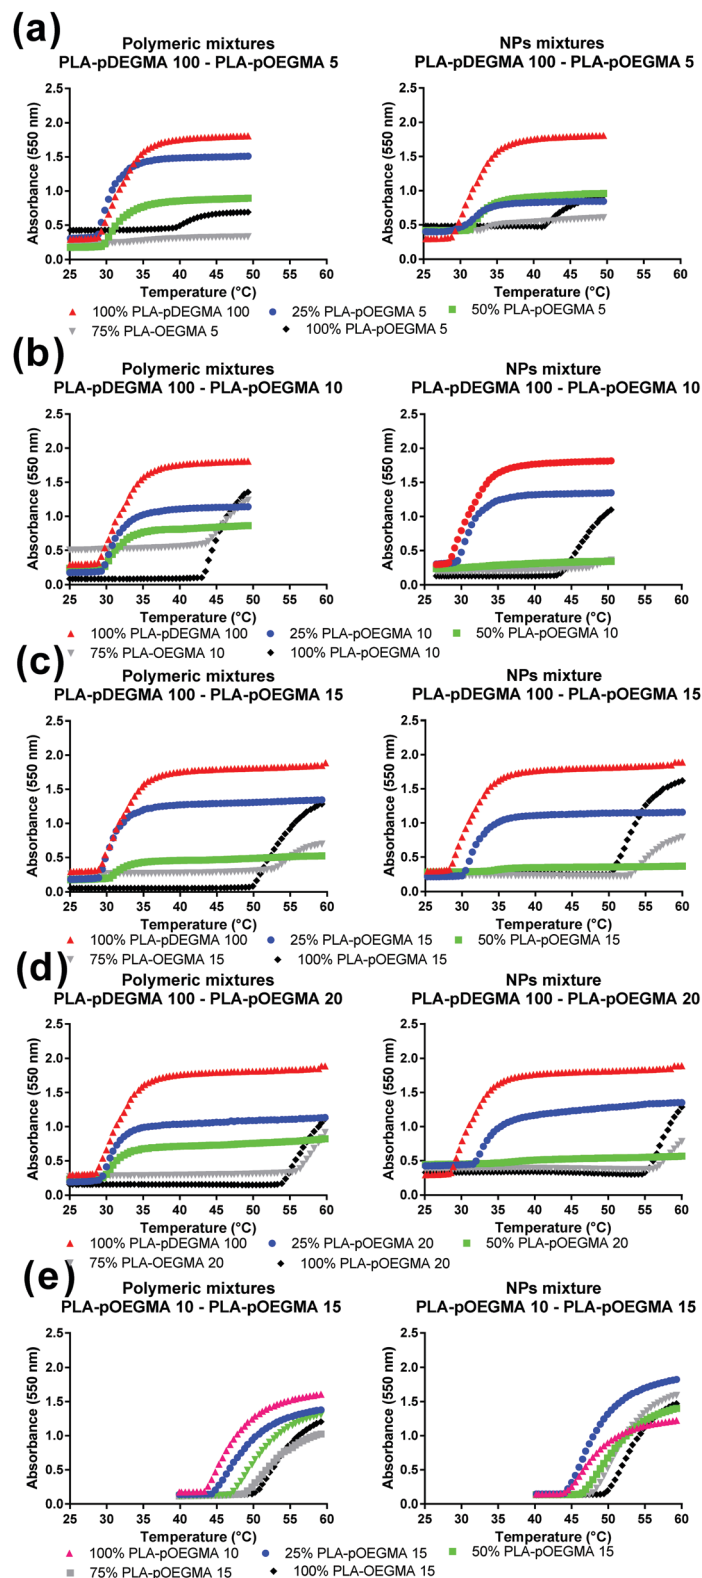 (a)
Polymeric mixtures
PLA-pDEGMA 100 - PLA-pOEGMA 5
NPs mixtures
PLA-pDEGMA 100 - PLA-pOEGMA 5
Absorbance (550 nm)
2.5
2.0
1.5
1.0
0.5
0.0
25 30 35 40 45 50 55 60
Temperature (°C)
Absorbance (550 nm)
2.5
2.0
1.5
1.0
0.5
0.0
25 30 35 40 45 50 55 60
Temperature (°C)
100% PLA-pDEGMA 100
25% PLA-pOEGMA 5
50% PLA-pOEGMA 5
75% PLA-OEGMA 5
100% PLA-pOEGMA 5
(b)
Polymeric mixtures
PLA-pDEGMA 100 - PLA-pOEGMA 10
NPs mixture
PLA-pDEGMA 100 - PLA-pOEGMA 10
Absorbance (550 nm)
2.5
2.0
1.5
1.0
0.5
0.0
25 30 35 40 45 50 55 60
Temperature (°C)
Absorbance (550 nm)
2.5
2.0
1.5
1.0
0.5
0.0
25 30 35 40 45 50 55 60
Temperature (°C)
100% PLA-pDEGMA 100
25% PLA-pOEGMA 10
50% PLA-pOEGMA 10
75% PLA-OEGMA 10
100% PLA-pOEGMA 10
(c)
Polymeric mixtures
PLA-pDEGMA 100 - PLA-pOEGMA 15
NPs mixture
PLA-pDEGMA 100 - PLA-pOEGMA 15
Absorbance (550 nm)
2.5
2.0
1.5
1.0
0.5
0.0
25 30 35 40 45 50 55 60
Temperature (°C)
Absorbance (550 nm)
2.5
2.0
1.5
1.0
0.5
0.0
25 30 35 40 45 50 55 60
Temperature (°C)
100% PLA-pDEGMA 100
25% PLA-pOEGMA 15
50% PLA-pOEGMA 15
75% PLA-OEGMA 15
100% PLA-pOEGMA 15
(d)
Polymeric mixtures
PLA-pDEGMA 100 - PLA-pOEGMA 20
NPs mixture
PLA-pDEGMA 100 - PLA-pOEGMA 20
Absorbance (550 nm)
2.5
2.0
1.5
1.0
0.5
0.0
25 30 35 40 45 50 55 60
Temperature (°C)
Absorbance (550 nm)
2.5
2.0
1.5
1.0
0.5
0.0
25 30 35 40 45 50 55 60
Temperature (°C)
100% PLA-pDEGMA 100
25% PLA-pOEGMA 20
50% PLA-pOEGMA 20
75% PLA-OEGMA 20
100% PLA-pOEGMA 20
(e)
Polymeric mixtures
PLA-pOEGMA 10 - PLA-pOEGMA 15
NPs mixture
PLA-pOEGMA 10 - PLA-pOEGMA 15
Absorbance (550 nm)
2.5
2.0
1.5
1.0
0.5
0.0
25 30 35 40 45 50 55 60
Temperature (°C)
Absorbance (550 nm)
2.5
2.0
1.5
1.0
0.5
0.0
25 30 35 40 45 50 55 60
Temperature (°C)
100% PLA-pOEGMA 10
25% PLA-pOEGMA 15
50% PLA-pOEGMA 15
75% PLA-pOEGMA 15
100% PLA-OEGMA 15